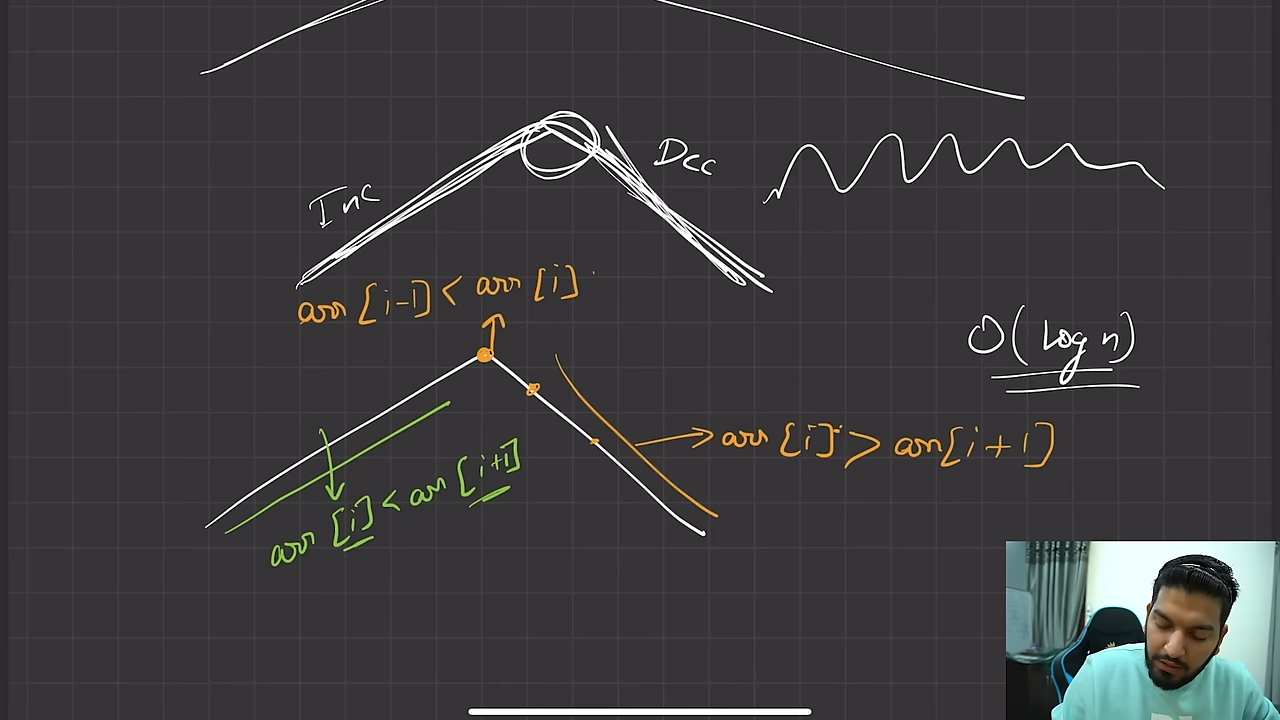 Dec
Inc
arr [i-1] < arr [i]
O(log n)
arr [i] > arr[i+1]
arr [i] < arr [i+1]